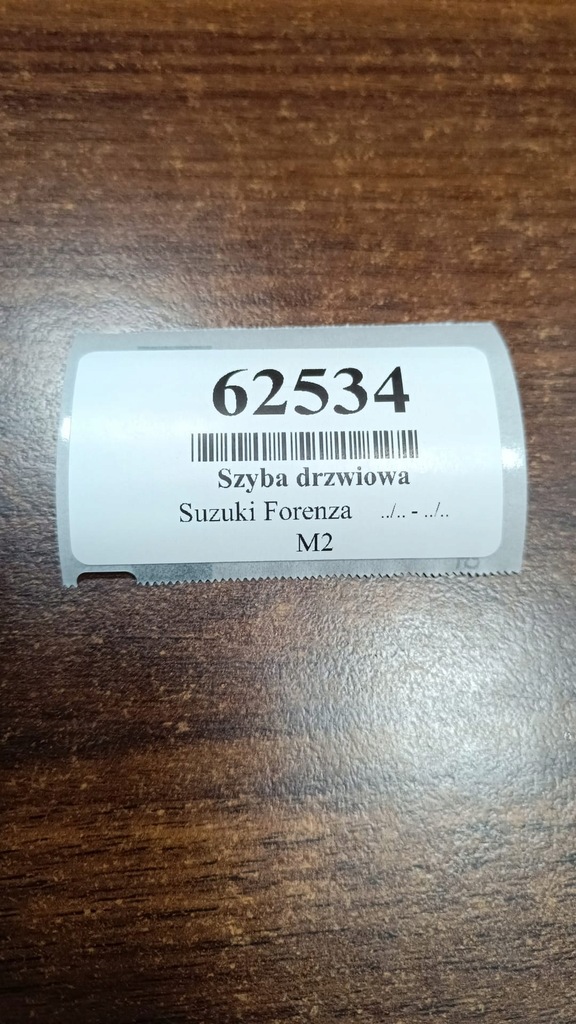 62534
Szyba drzwiowa
Suzuki Forenza ../.. - ../..
M2